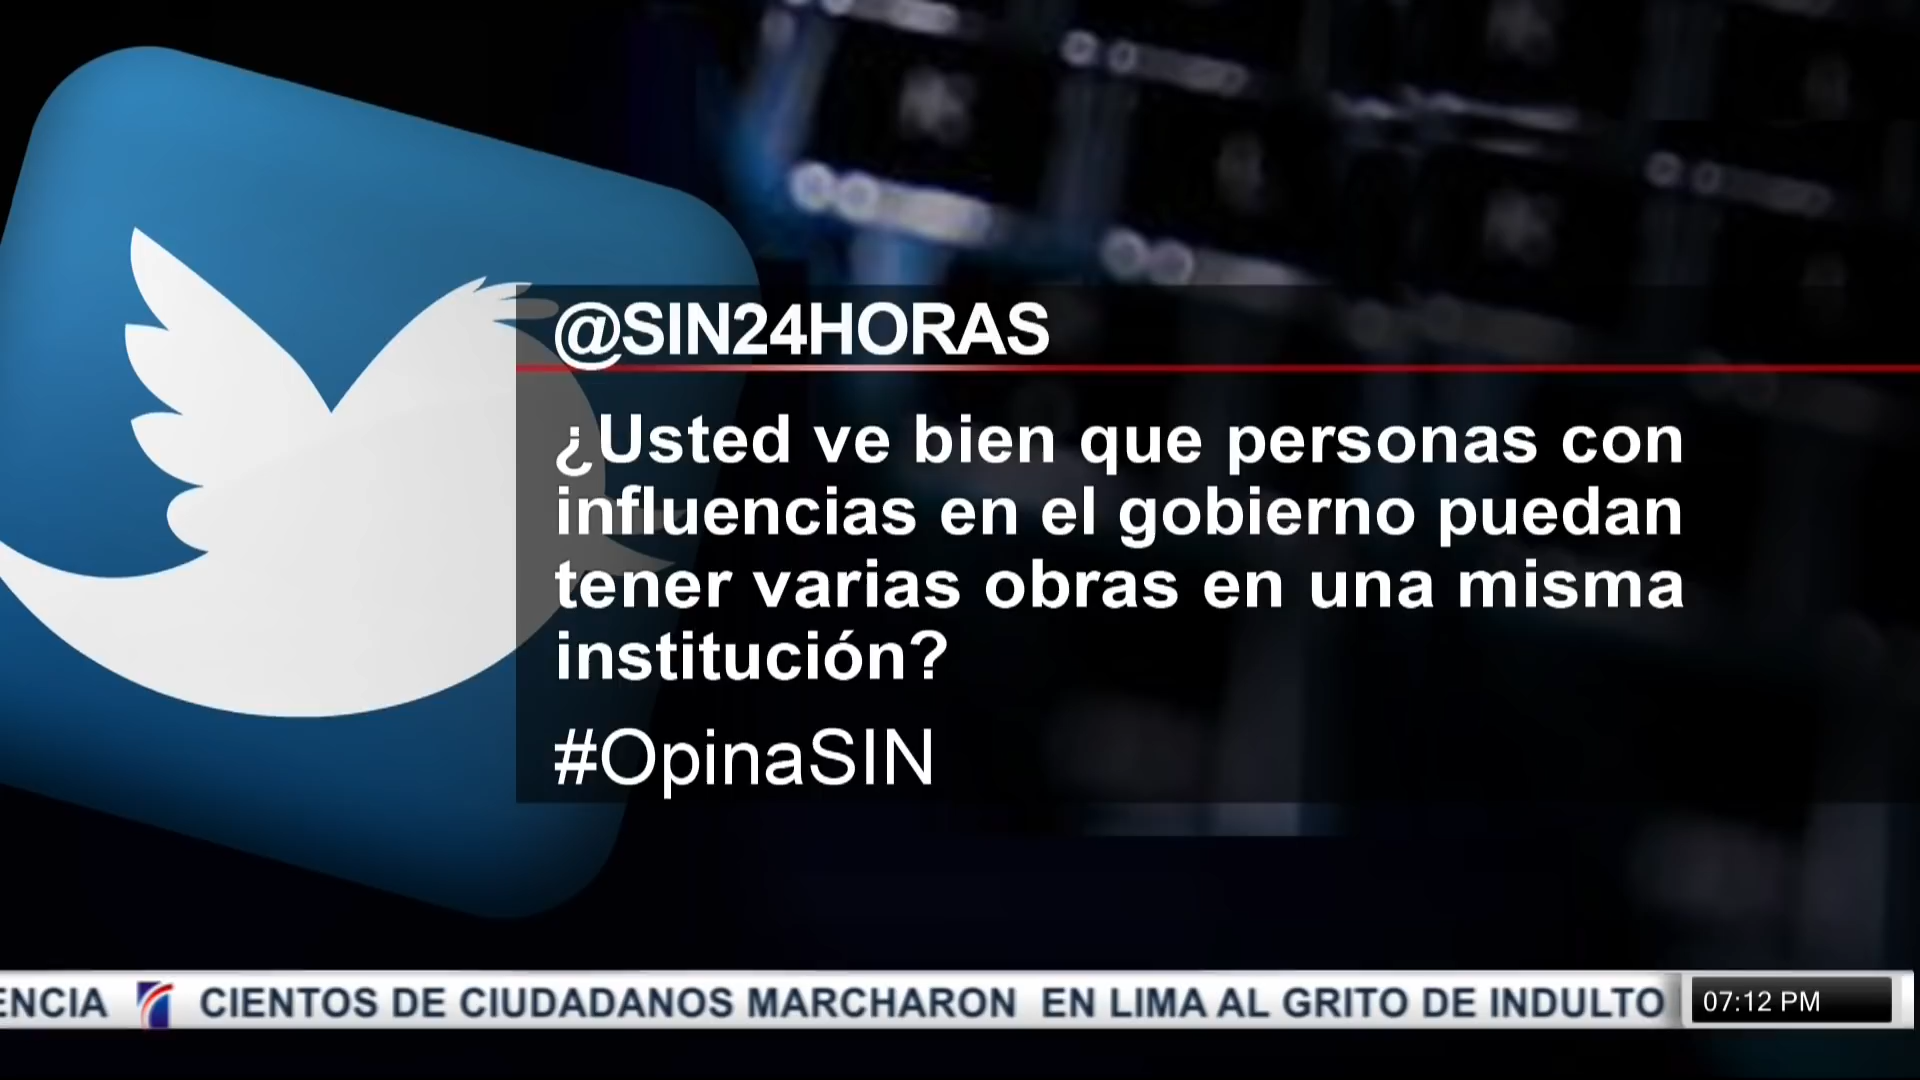 @SIN24HORAS
¿Usted ve bien que personas con
influencias en el gobierno puedan
tener varias obras en una misma
institución?
#OpinaSIN
ENCIA CIENTOS DE CIUDADANOS MARCHARON EN LIMA AL GRITO DE INDULTO
07:12 PM